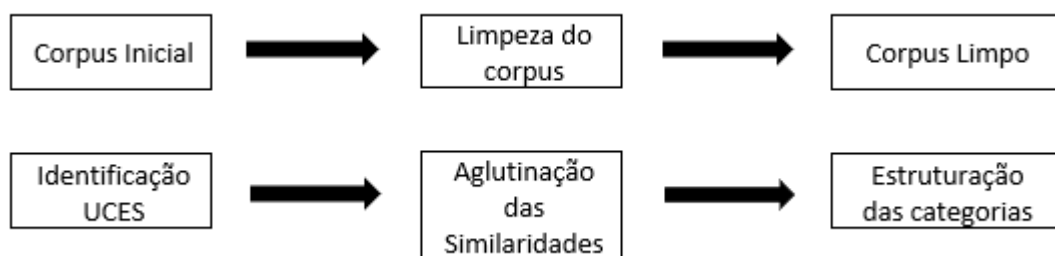 Corpus Inicial
Limpeza do
corpus
Corpus Limpo
Identificação
UCES
Aglutinação
das
Similaridades
Estruturação
das categorias